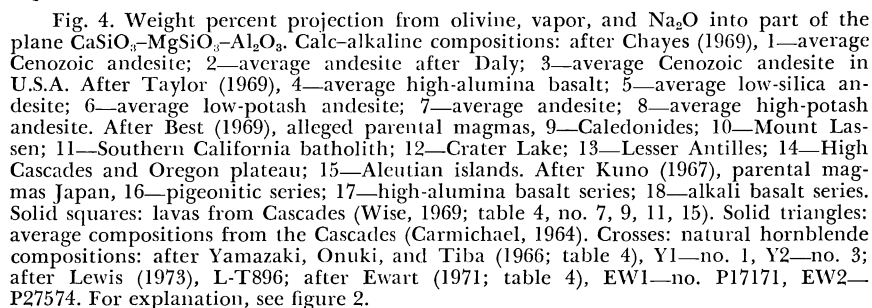 Fig. 4. Weight percent projection from olivine, vapor, and Na₂O into part of the
plane CaSiO₃–MgSiO₃–Al₂O₃. Calc-alkaline compositions: after Chayes (1969), 1—average
Cenozoic andesite; 2—average andesite after Daly; 3—average Cenozoic andesite in
U.S.A. After Taylor (1969), 4—average high-alumina basalt; 5—average low-silica an-
desite; 6—average low-potash andesite; 7—average andesite; 8—average high-potash
andesite. After Best (1969), alleged parental magmas, 9—Caledonides; 10—Mount Las-
sen; 11—Southern California batholith; 12—Crater Lake; 13—Lesser Antilles; 14—High
Cascades and Oregon plateau; 15—Aleutian islands. After Kuno (1967), parental mag-
mas Japan, 16—pigeonitic series; 17—high-alumina basalt series; 18—alkali basalt series.
Solid squares: lavas from Cascades (Wise, 1969; table 4, no. 7, 9, 11, 15). Solid triangles:
average compositions from the Cascades (Carmichael, 1964). Crosses: natural hornblende
compositions: after Yamazaki, Onuki, and Tiba (1966; table 4), Y1—no. 1, Y2—no. 3;
after Lewis (1973), L-T896; after Ewart (1971; table 4), EW1—no. P17171, EW2—
P27574. For explanation, see figure 2.